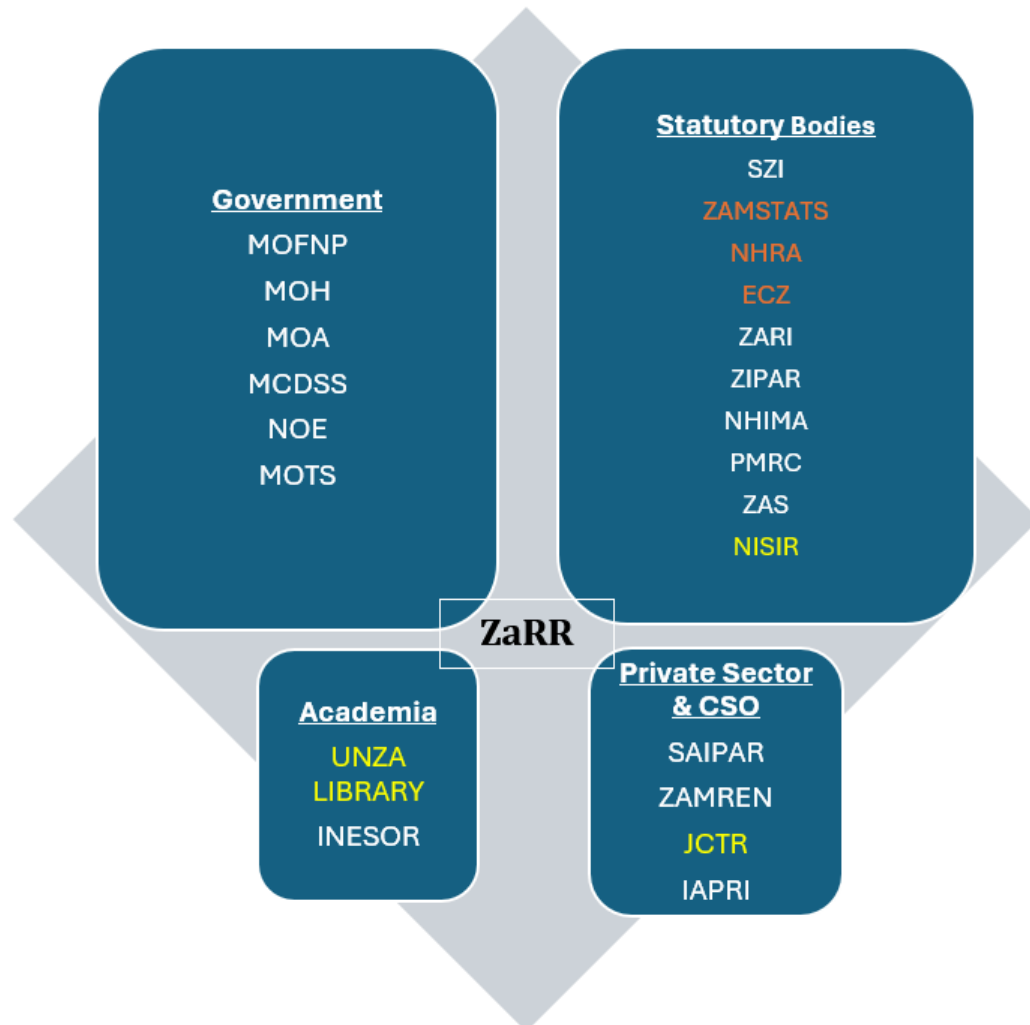 Government
MOFNP
MOH
MOA
MCDSS
NOE
MOTS
Statutory Bodies
SZI
ZAMSTATS
NHRA
ECZ
ZARI
ZIPAR
NHIMA
PMRC
ZAS
NISIR
ZaRR
Academia
UNZA
LIBRARY
INESOR
Private Sector
& CSO
SAIPAR
ZAMREN
JCTR
IAPRI